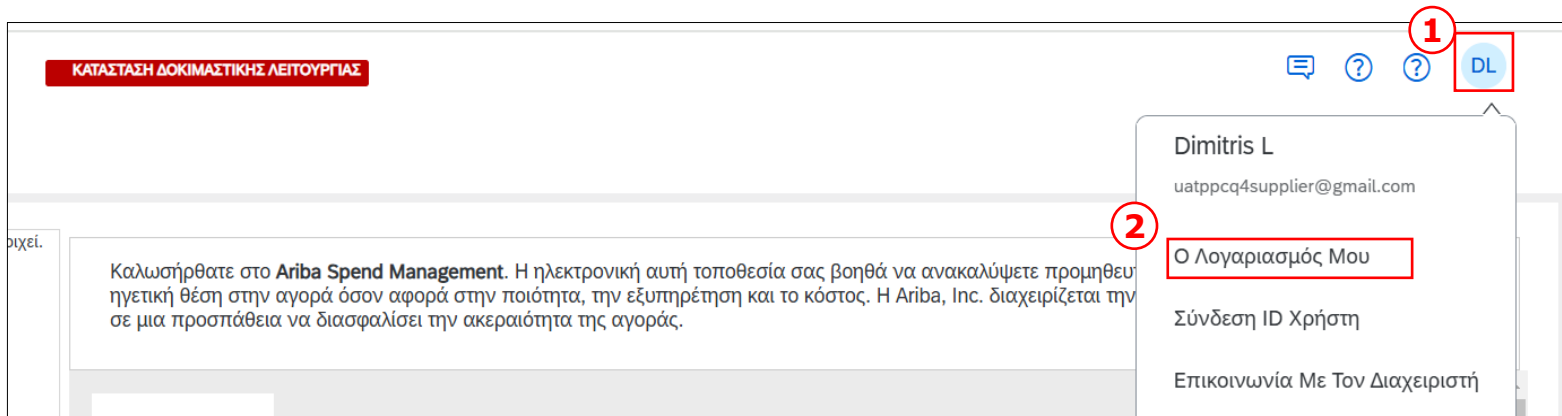 1
ΚΑΤΑΣΤΑΣΗ ΔΟΚΙΜΑΣΤΙΚΗΣ ΛΕΙΤΟΥΡΓΙΑΣ
DL
Dimitris L
uatppcq4supplier@gmail.com
2
Ο Λογαριασμός Μου
Σύνδεση ID Χρήστη
Επικοινωνία Με Τον Διαχειριστή
Καλωσήρθατε στο Ariba Spend Management. Η ηλεκτρονική αυτή τοποθεσία σας βοηθά να ανακαλύψετε
ηγετική θέση στην αγορά όσον αφορά στην ποιότητα, την εξυπηρέτηση και το κόστος. Η Ariba, Inc. διαχειρίζεται την
σε μια προσπάθεια να διασφαλίσει την ακεραιότητα της αγοράς.